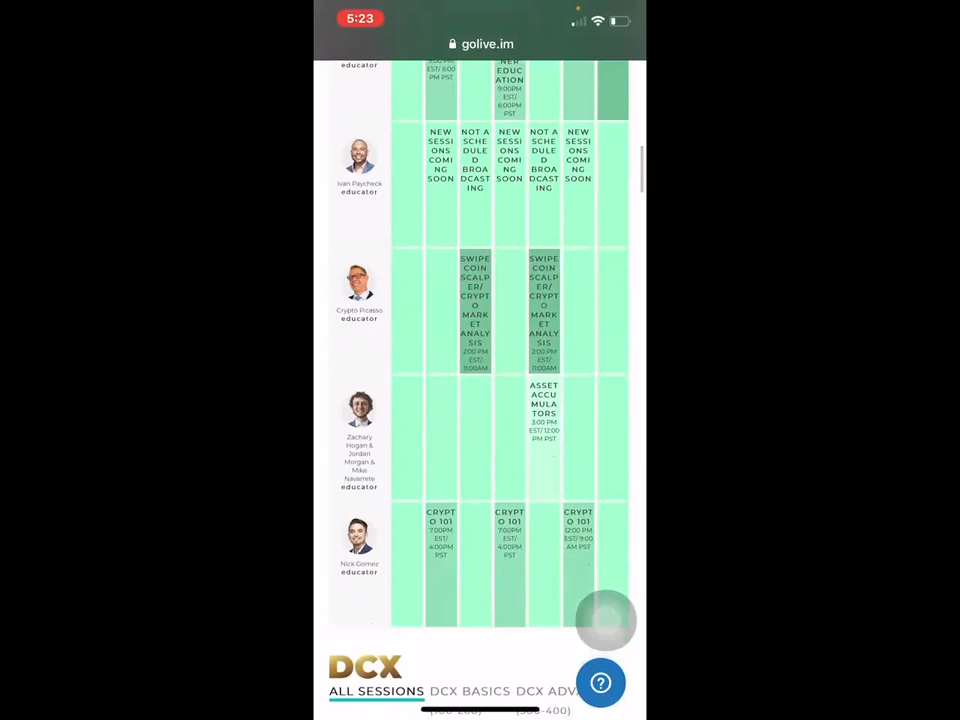 5:23
golive.im
educator
EST/ 8:00
PM PST
NER
EDUC
ATION
9:00PM
EST/
6:00PM
PST
Ivan Paycheck
educator
NEW
SESSI
ONS
COMI
NG
SOON
NOT A
SCHE
DULE
D
BROA
DCAST
ING
NEW
SESSI
ONS
COMI
NG
SOON
NOT A
SCHE
DULE
D
BROA
DCAST
ING
NEW
SESSI
ONS
COMI
NG
SOON
Crypto Picasso
educator
SWIPE
COIN
SCALP
ER/
CRYPT
O
MARK
ET
ANALY
SIS
2:00 PM
EST/
11:00AM
SWIPE
COIN
SCALP
ER/
CRYPT
O
MARK
ET
ANALY
SIS
2:00 PM
EST/
11:00AM
Zachary
Hogan &
Jordan
Morgan &
Mike
Navarrete
educator
ASSET
ACCU
MULA
TORS
3:00 PM
EST/ 12:00
PM PST
Nick Gomez
educator
CRYPT
O 101
7:00PM
EST/
4:00PM
PST
CRYPT
O 101
7:00PM
EST/
4:00PM
PST
CRYPT
O 101
12:00 PM
EST/ 9:00
AM PST
DCX
ALL SESSIONS DCX BASICS DCX ADV